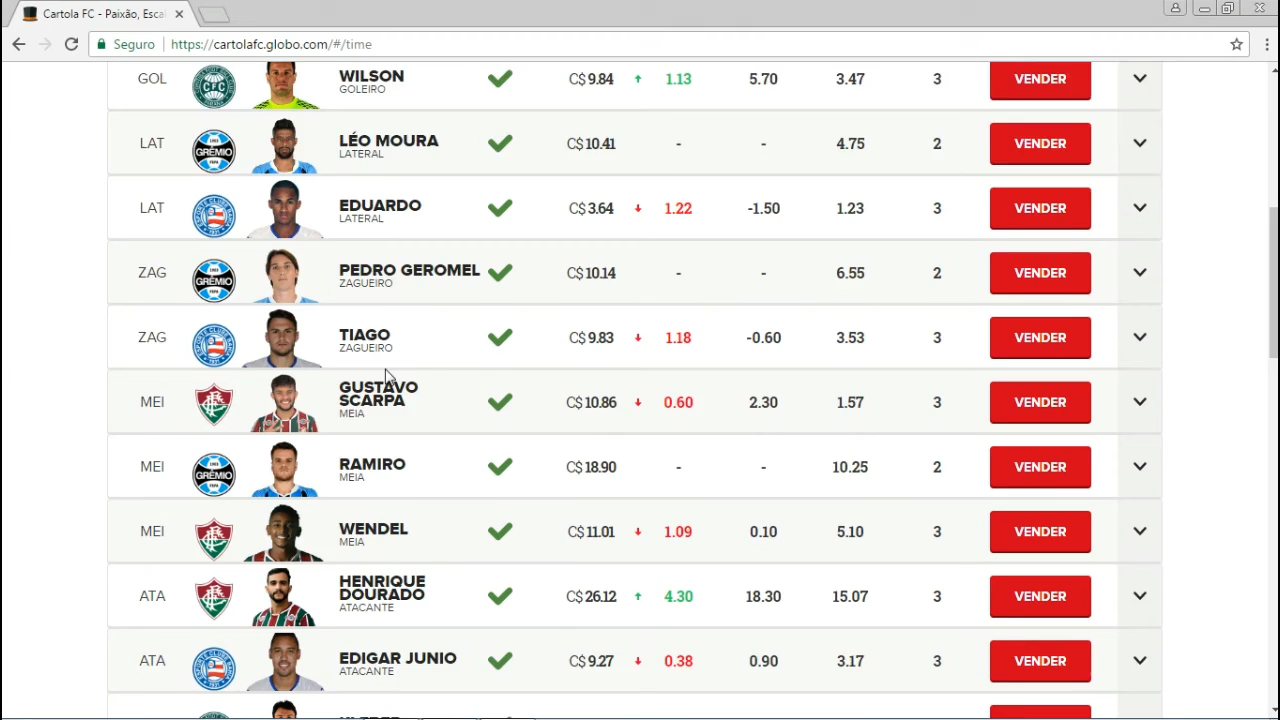 Cartola FC - Paixão, Escal
Seguro
https://cartolafc.globo.com/#/time
GOL
CFC
WILSON
GOLEIRO
C$ 9.84
1.13
5.70
3.47
3
VENDER
LAT
GRÊMIO
LÉO MOURA
LATERAL
C$ 10.41
-
-
4.75
2
VENDER
LAT
EDUARDO
LATERAL
C$ 3.64
1.22
-1.50
1.23
3
VENDER
ZAG
GRÊMIO
PEDRO GEROMEL
ZAGUEIRO
C$ 10.14
-
-
6.55
2
VENDER
ZAG
TIAGO
ZAGUEIRO
C$ 9.83
1.18
-0.60
3.53
3
VENDER
MEI
GUSTAVO
SCARPA
MEIA
C$ 10.86
0.60
2.30
1.57
3
VENDER
MEI
GRÊMIO
RAMIRO
MEIA
C$ 18.90
-
-
10.25
2
VENDER
MEI
WENDEL
MEIA
C$ 11.01
1.09
0.10
5.10
3
VENDER
ATA
HENRIQUE
DOURADO
ATACANTE
C$ 26.12
4.30
18.30
15.07
3
VENDER
ATA
EDIGAR JUNIO
ATACANTE
C$ 9.27
0.38
0.90
3.17
3
VENDER